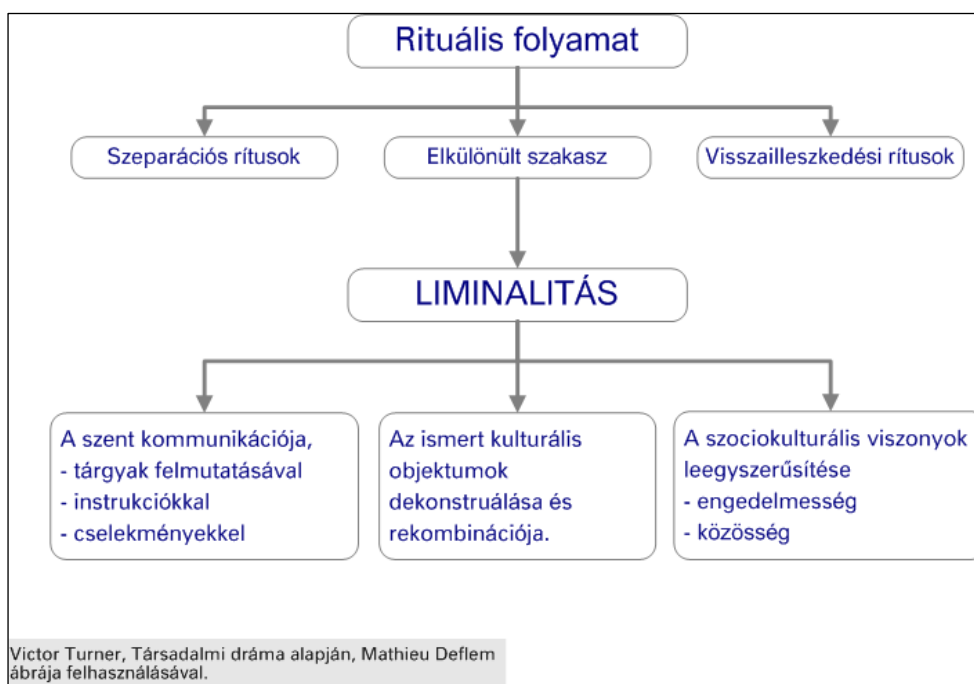 Rituális folyamat
Szeparációs rítusok
Elkülönült szakasz
Visszailleszkedési rítusok
LIMINALITÁS
A szent kommunikációja,
- tárgyak felmutatásával
- instrukciókkal
- cselekményekkel
Az ismert kulturális
objektumok
dekonstruálása és
rekombinációja.
A szociokulturális viszonyok
leegyszerűsítése
- engedelmesség
- közösség
Victor Turner, Társadalmi dráma alapján, Mathieu Deflem
ábrája felhasználásával.